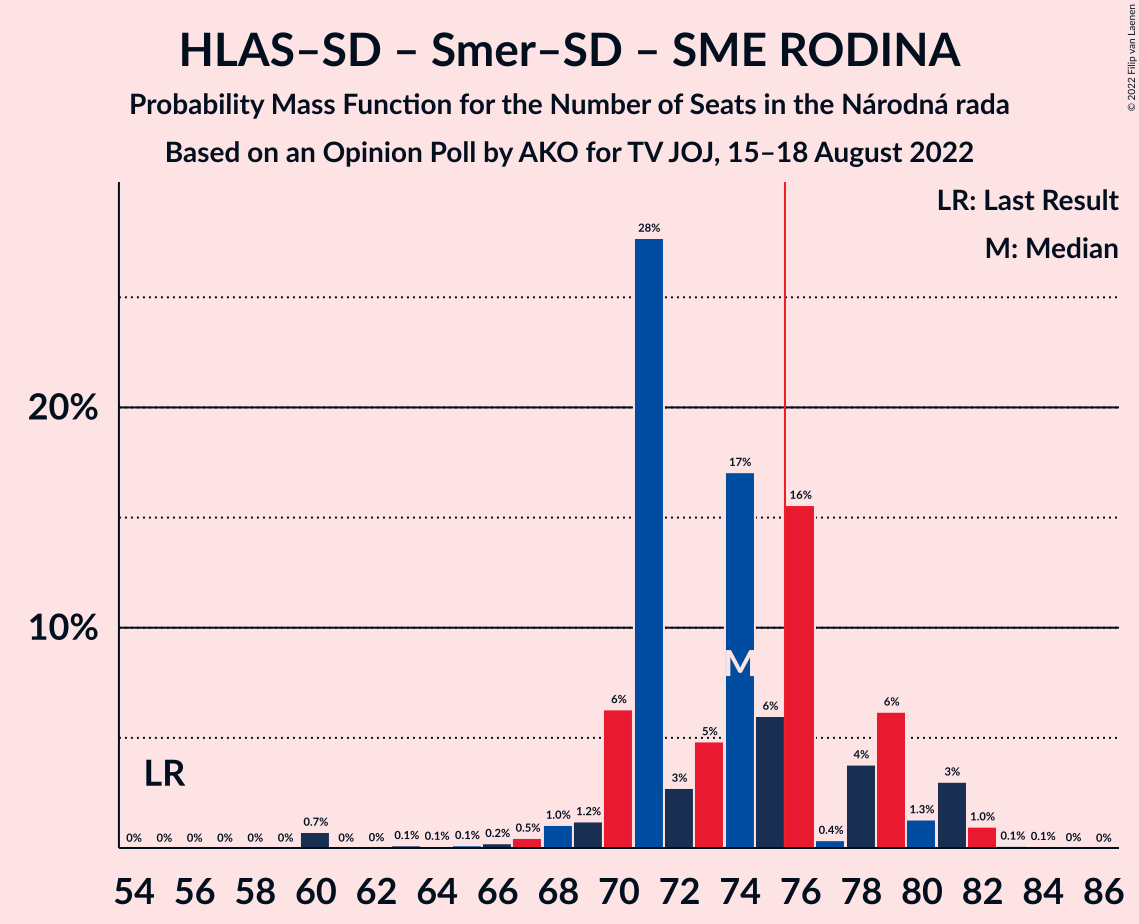 HLAS–SD – Smer–SD – SME RODINA
Probability Mass Function for the Number of Seats in the Národná rada
Based on an Opinion Poll by AKO for TV JOJ, 15–18 August 2022
© 2022 Filip van Laenen
LR: Last Result
M: Median
20%
10%
LR
M
0% 0% 0% 0% 0% 0% 0.7% 0% 0% 0.1% 0.1% 0.1% 0.2% 0.5% 1.0% 1.2% 6% 28% 3% 5% 17% 6% 16% 0.4% 4% 6% 1.3% 3% 1.0% 0.1% 0.1% 0% 0%
54 56 58 60 62 64 66 68 70 72 74 76 78 80 82 84 86